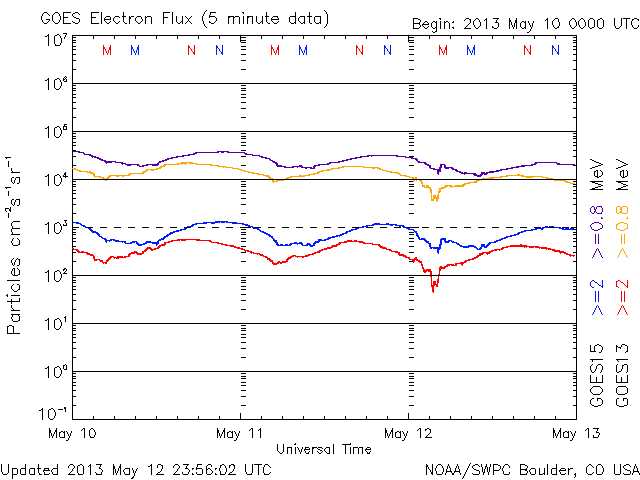 GOES Electron Flux (5 minute data)
Begin: 2013 May 10 0000 UTC
M M N N M M N N M M N N
10⁷
10⁶
10⁵
10⁴
10³
10²
10¹
10⁰
10⁻¹
Particles cm⁻²s⁻¹sr⁻¹
May 10 May 11 May 12 May 13
Universal Time
GOES15 >=2 >=0.8 MeV
GOES13 >=2 >=0.8 MeV
Updated 2013 May 12 23:56:02 UTC
NOAA/SWPC Boulder, CO USA